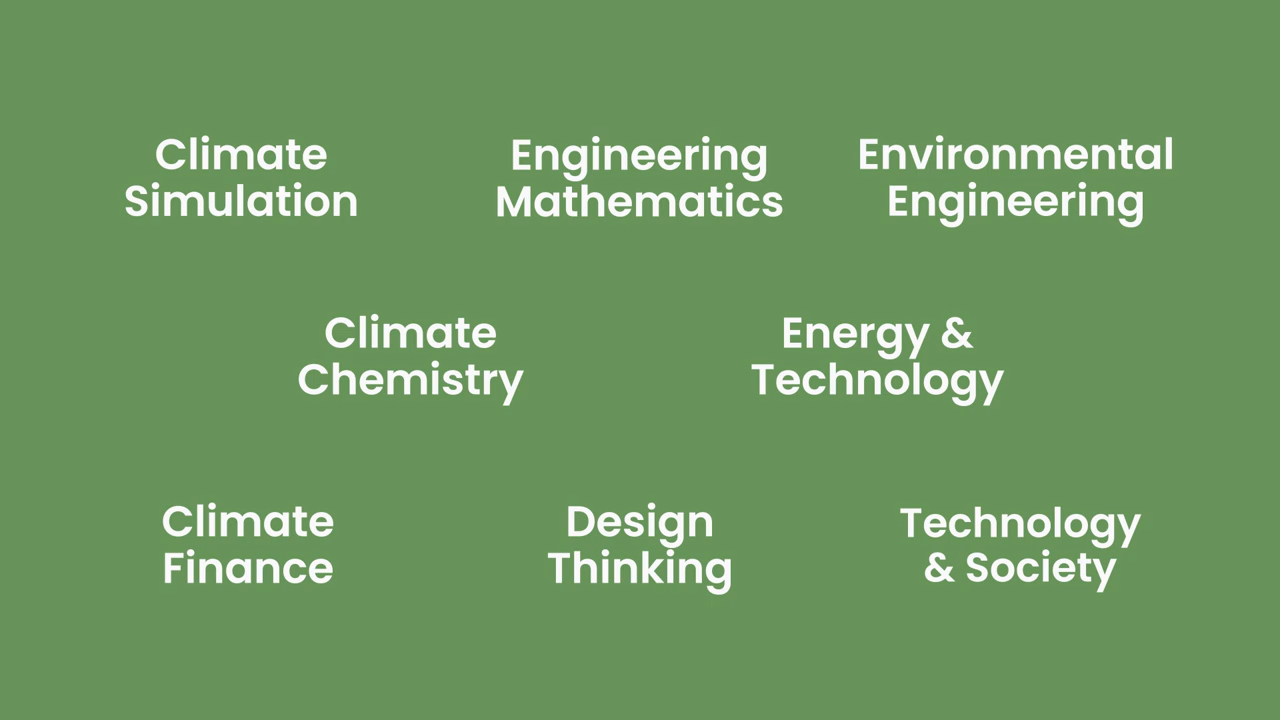 Climate
Simulation
Engineering
Mathematics
Environmental
Engineering
Climate
Chemistry
Energy &
Technology
Climate
Finance
Design
Thinking
Technology
& Society